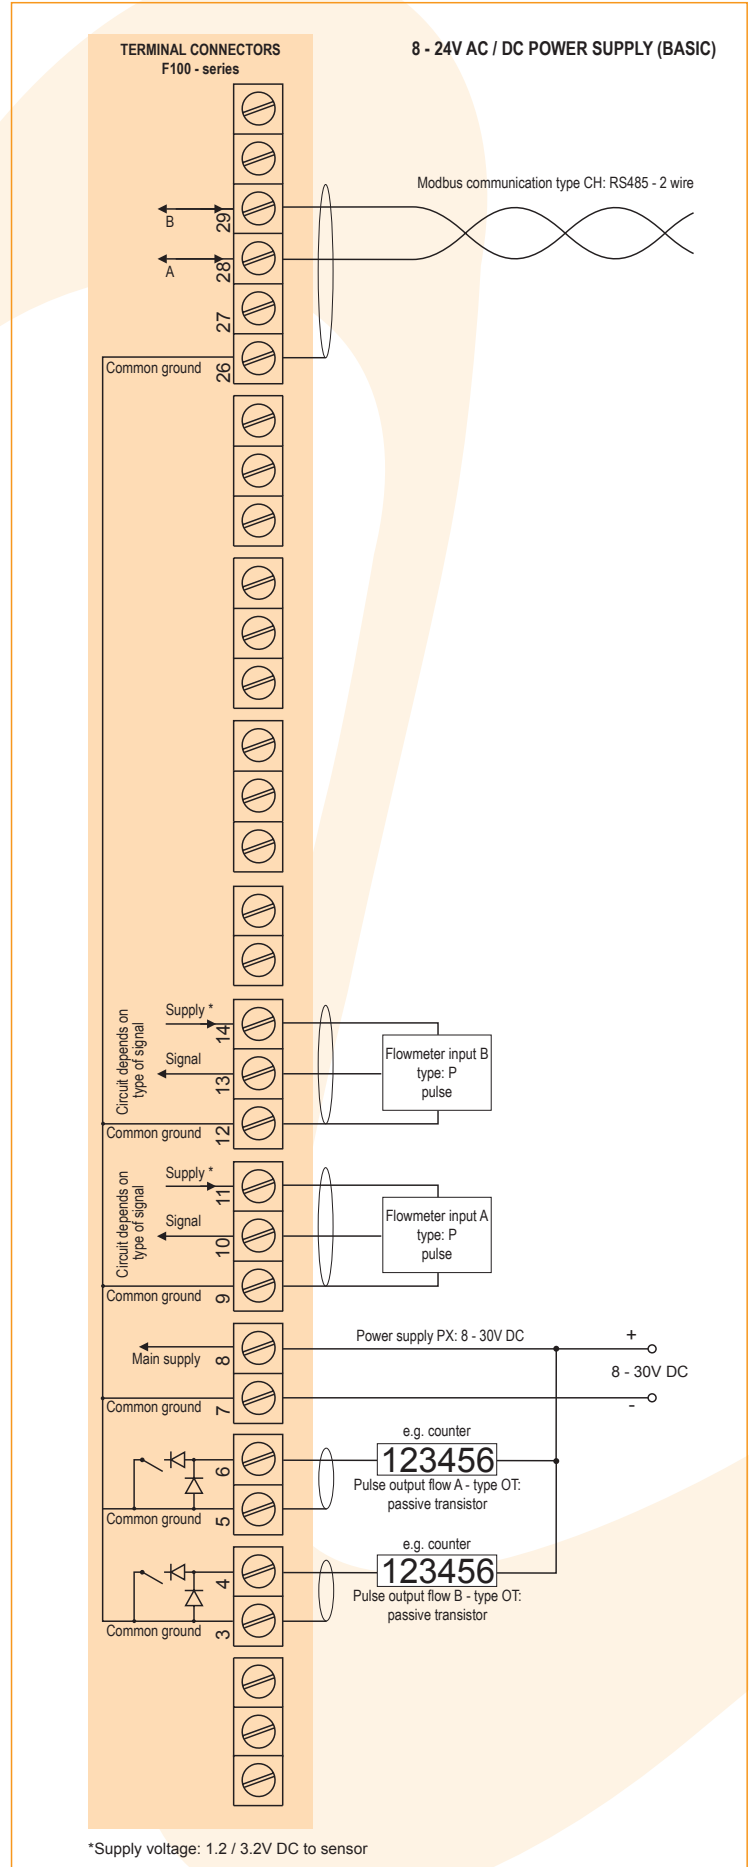 TERMINAL CONNECTORS
F100 - series
8 - 24V AC / DC POWER SUPPLY (BASIC)
Modbus communication type CH: RS485 - 2 wire
B
29
A
28
27
Common ground
26
Circuit depends on
type of signal
Supply *
14
Signal
13
Common ground
12
Flowmeter input B
type: P
pulse
Circuit depends on
type of signal
Supply *
11
Signal
10
Common ground
9
Flowmeter input A
type: P
pulse
Main supply
8
Power supply PX: 8 - 30V DC
+
8 - 30V DC
-
Common ground
7
6
e.g. counter
123456
Pulse output flow A - type OT:
passive transistor
Common ground
5
4
e.g. counter
123456
Pulse output flow B - type OT:
passive transistor
Common ground
3
*Supply voltage: 1.2 / 3.2V DC to sensor